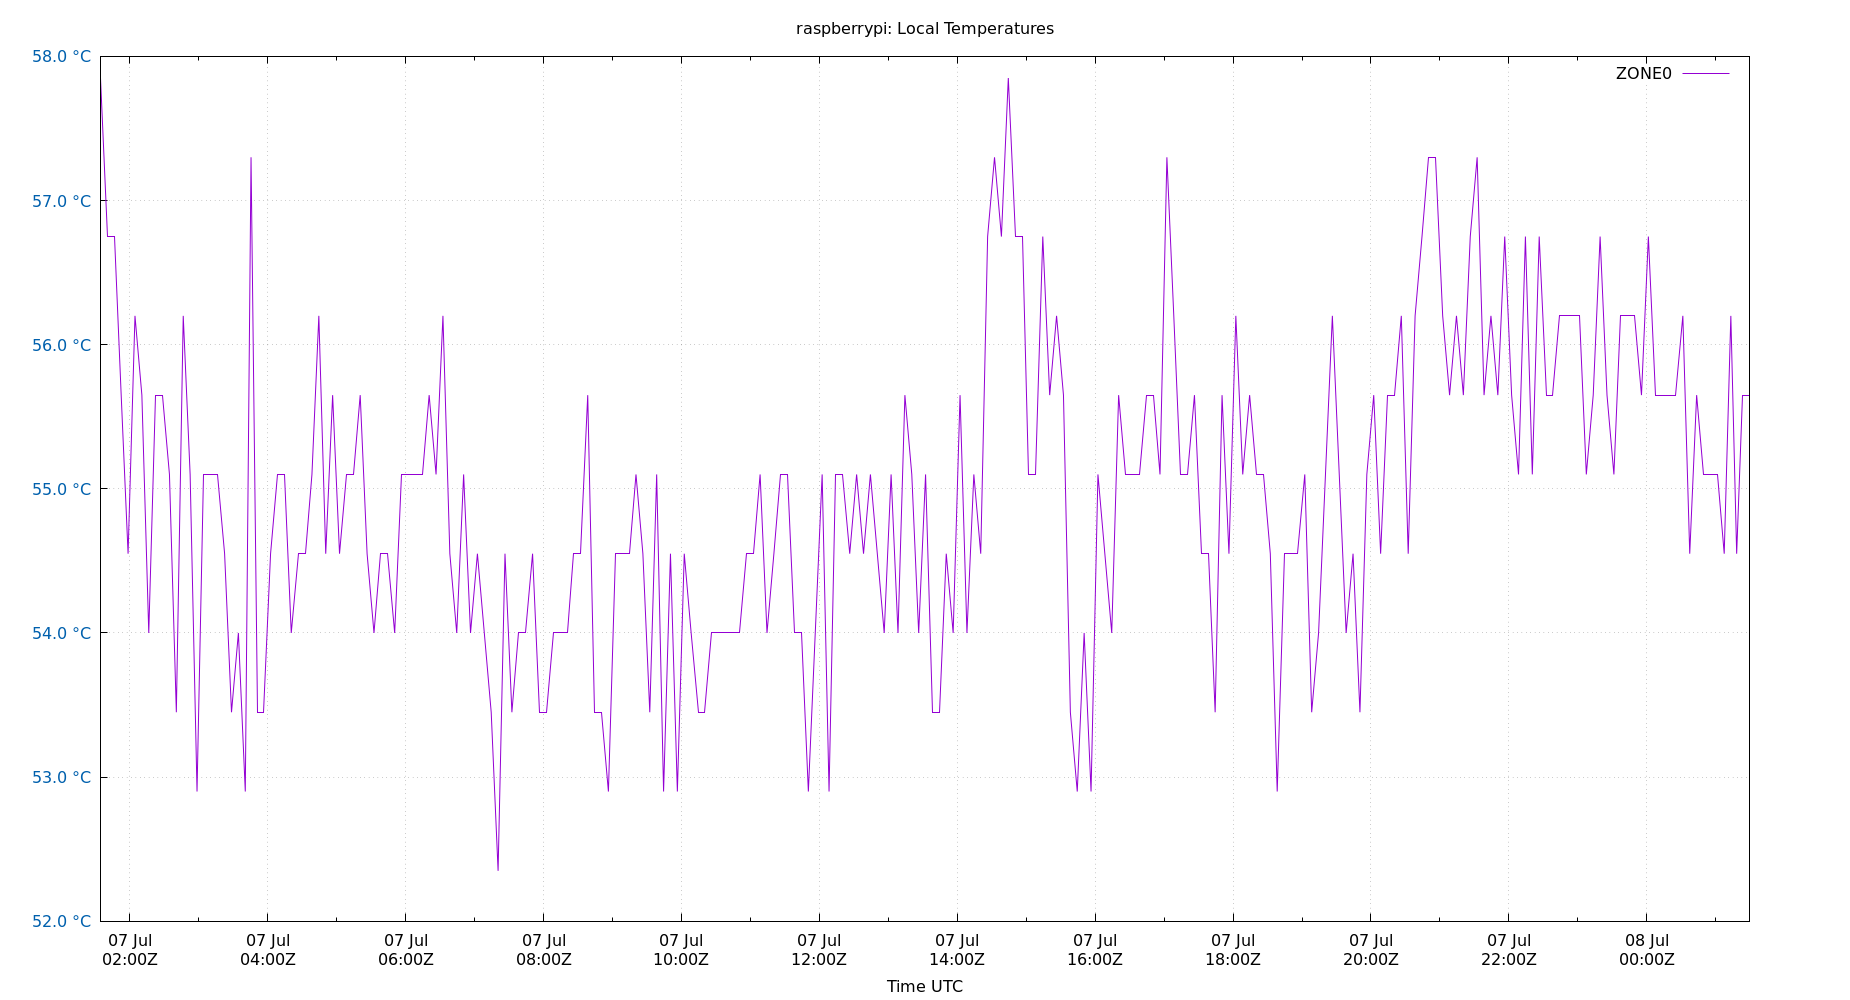 raspberrypi: Local Temperatures
58.0 °C
ZONE0
57.0 °C
56.0 °C
55.0 °C
54.0 °C
53.0 °C
52.0 °C
07 Jul 07 Jul 07 Jul 07 Jul 07 Jul 07 Jul 07 Jul 07 Jul 07 Jul 07 Jul 07 Jul 08 Jul
02:00Z 04:00Z 06:00Z 08:00Z 10:00Z 12:00Z 14:00Z 16:00Z 18:00Z 20:00Z 22:00Z 00:00Z
Time UTC